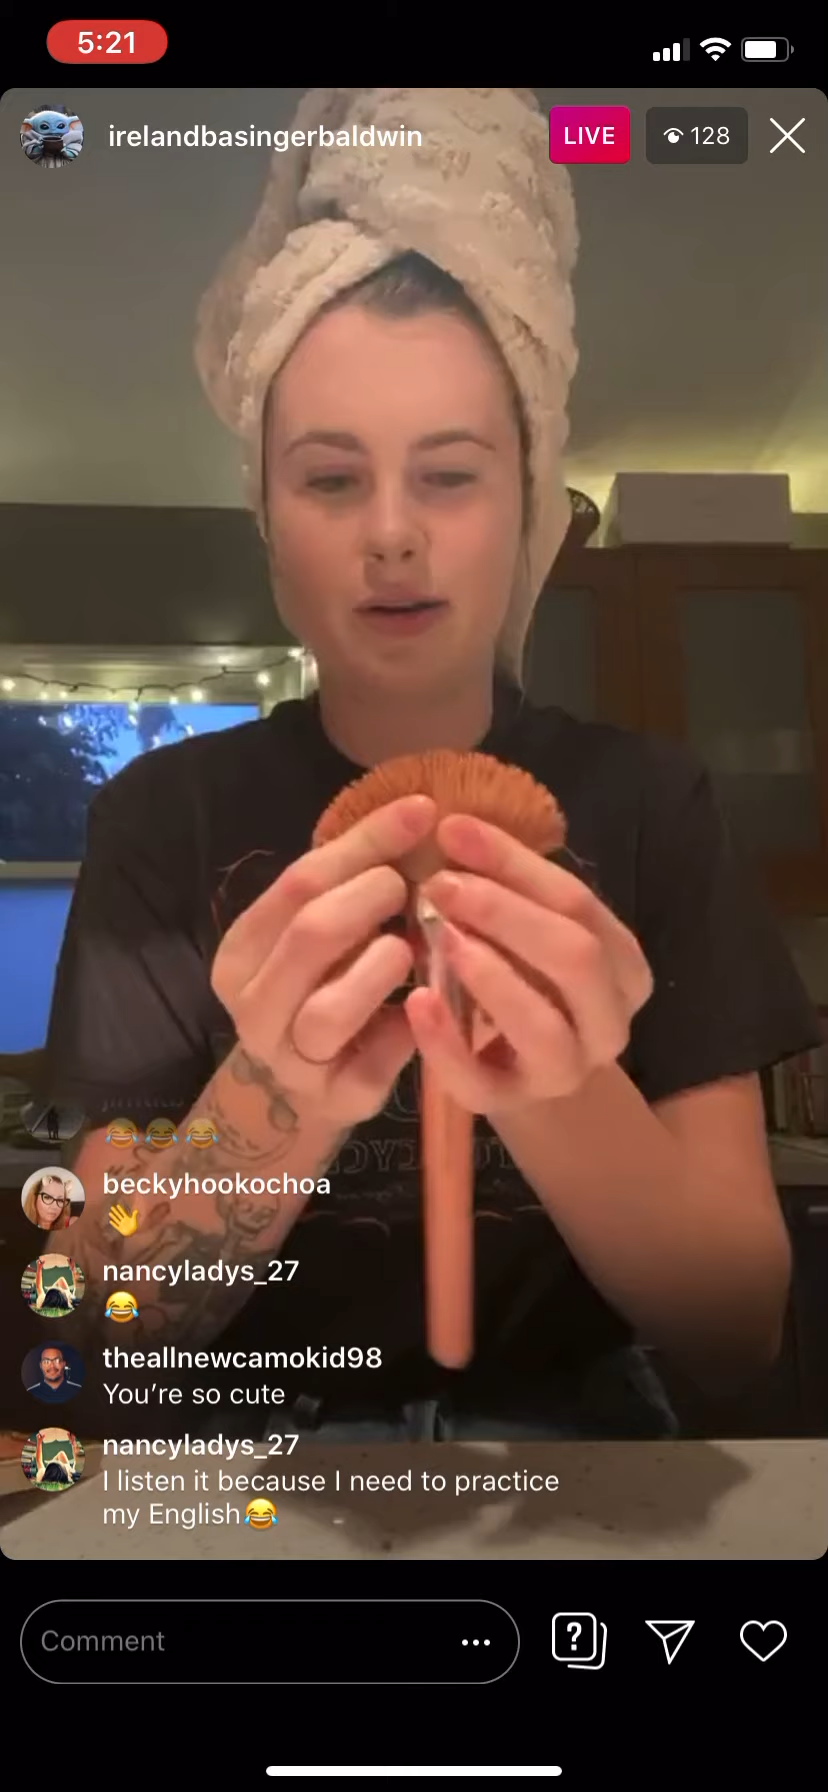 5:21
irelandbasingerbaldwin
LIVE
128
beckyhookochoa
👋
nancyladys_27
😂
theallnewcamokid98
You’re so cute
nancyladys_27
I listen it because I need to practice
my English😂
Comment